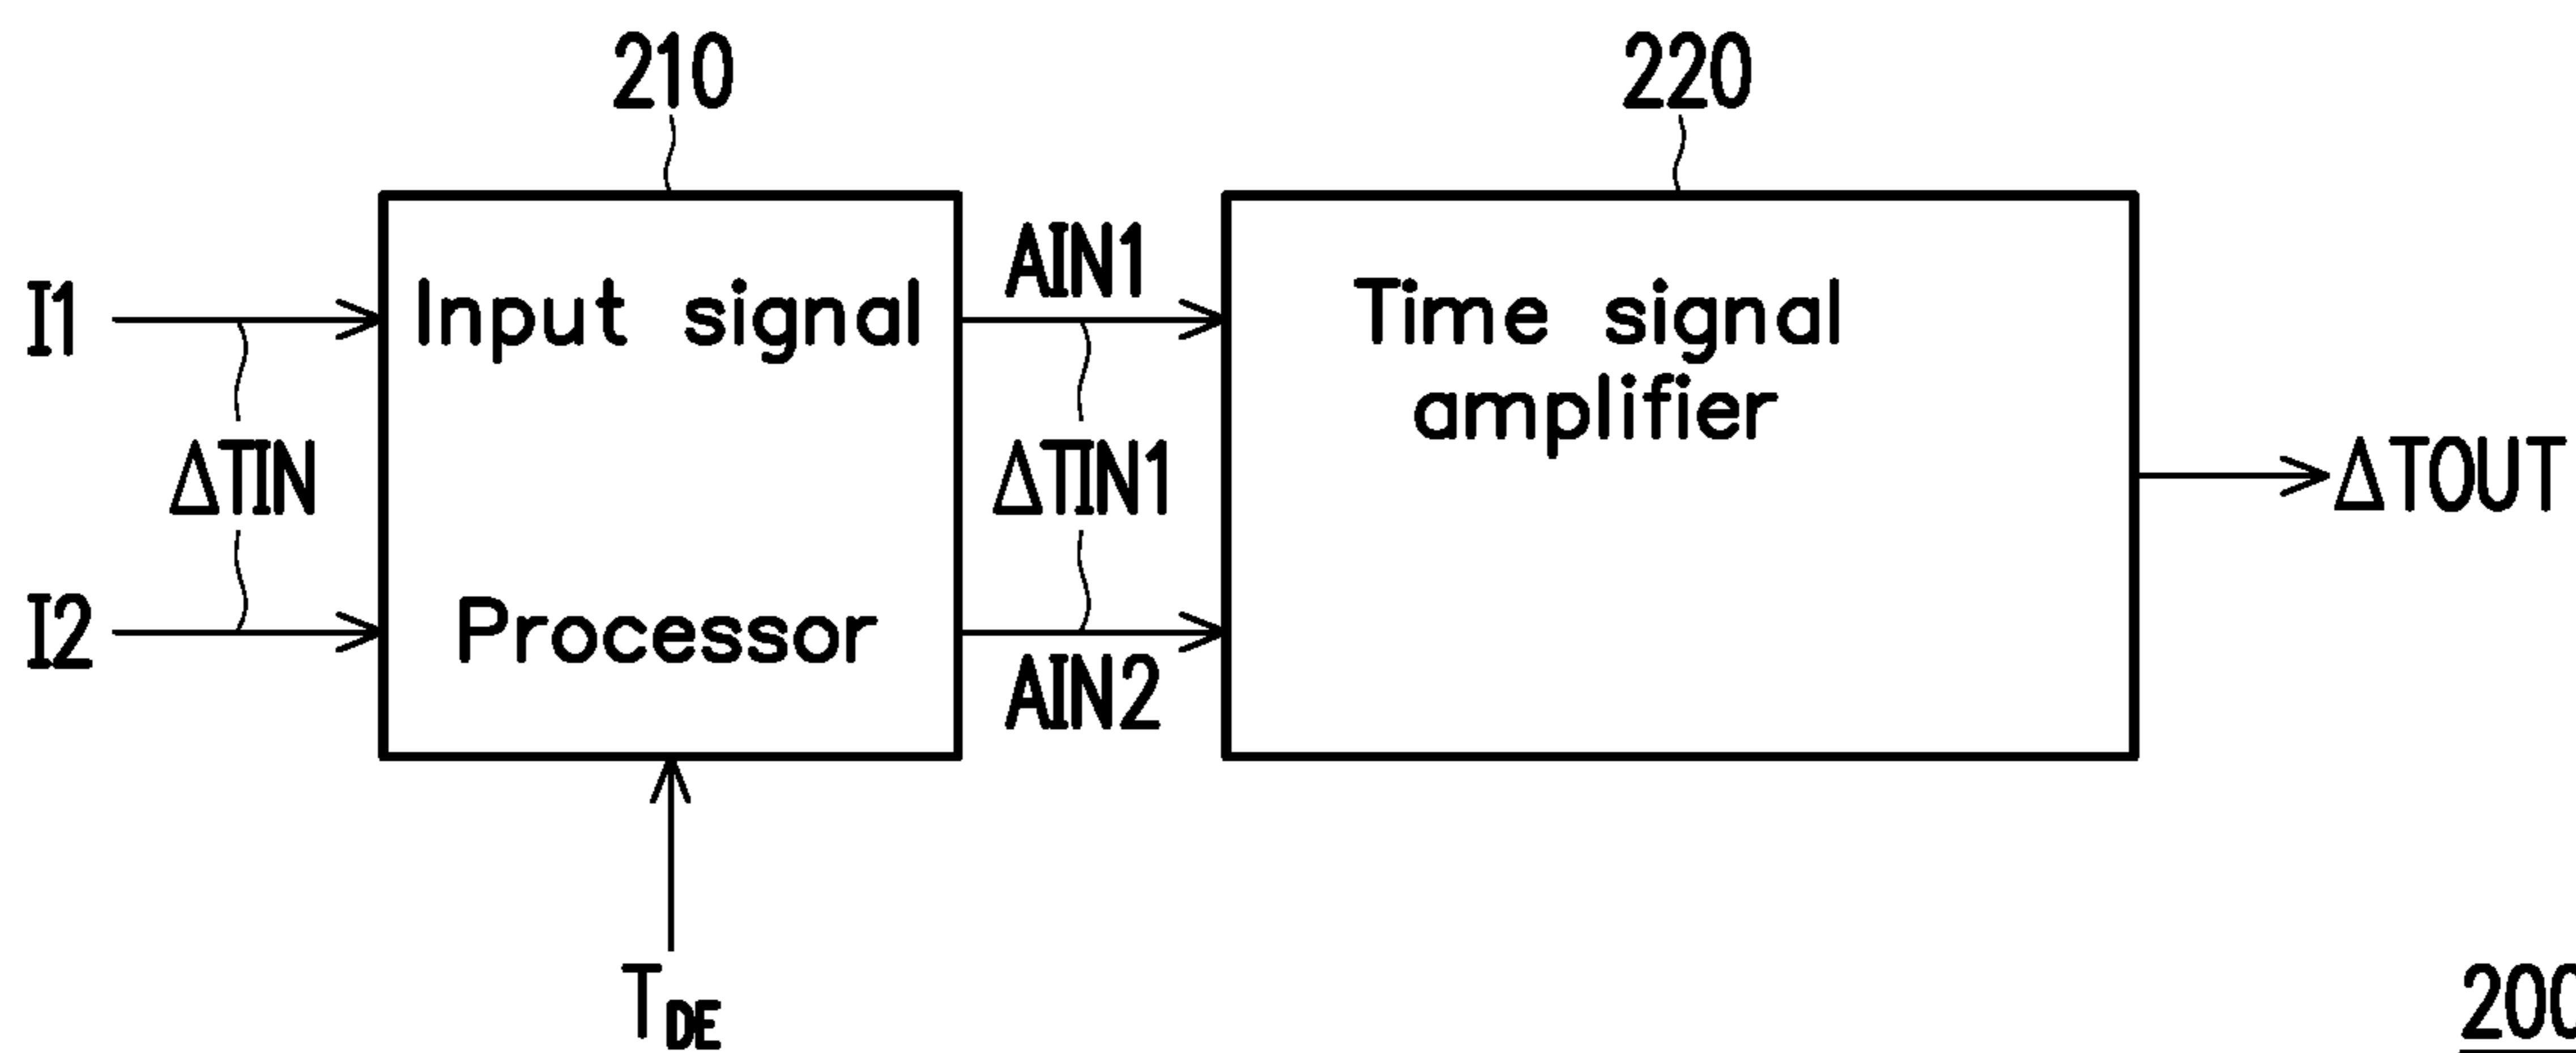 210
220
AIN1
I1
Input signal
Time signal
amplifier
ΔTIN
ΔTIN1
ΔTOUT
I2
Processor
AIN2
TDE
200